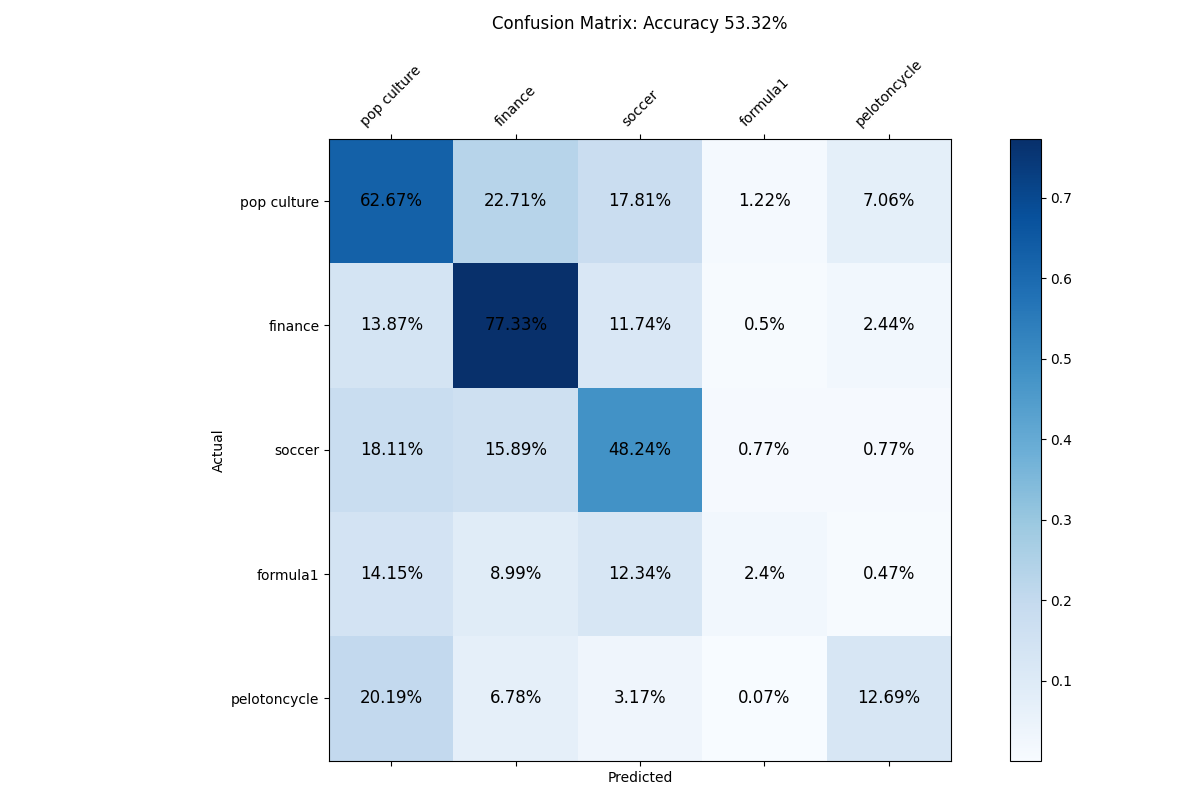 Confusion Matrix: Accuracy 53.32%
pop culture
finance
soccer
formula1
pelotoncycle
pop culture 62.67% 22.71% 17.81% 1.22% 7.06%
finance 13.87% 77.33% 11.74% 0.5% 2.44%
soccer 18.11% 15.89% 48.24% 0.77% 0.77%
formula1 14.15% 8.99% 12.34% 2.4% 0.47%
pelotoncycle 20.19% 6.78% 3.17% 0.07% 12.69%
Actual
Predicted
0.7
0.6
0.5
0.4
0.3
0.2
0.1